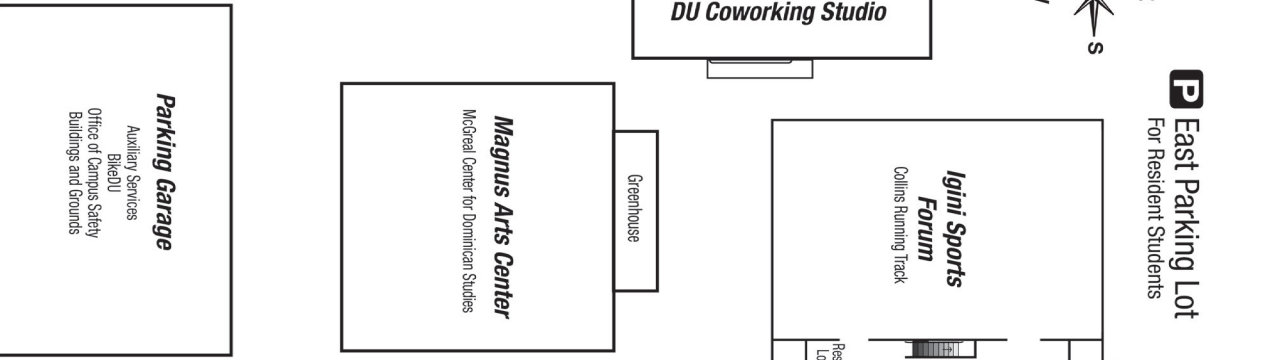 DU Coworking Studio
S
P East Parking Lot
For Resident Students
Igini Sports
Forum
Collins Running Track
Greenhouse
Magnus Arts Center
McGreal Center for Dominican Studies
Parking Garage
Auxiliary Services
BikeDU
Office of Campus Safety
Buildings and Grounds